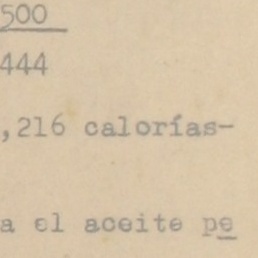 500
444
,216 calorías-
a el aceite pe